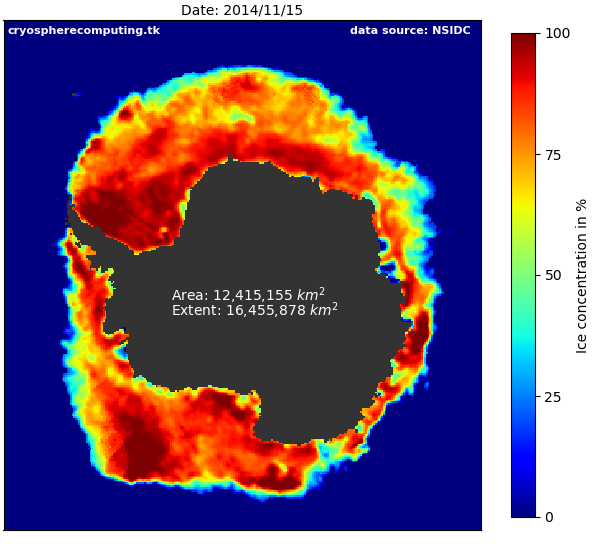 Date: 2014/11/15
cryospherecomputing.tk
data source: NSIDC
Area: 12,415,155 km²
Extent: 16,455,878 km²
100
75
50
25
0
Ice concentration in %